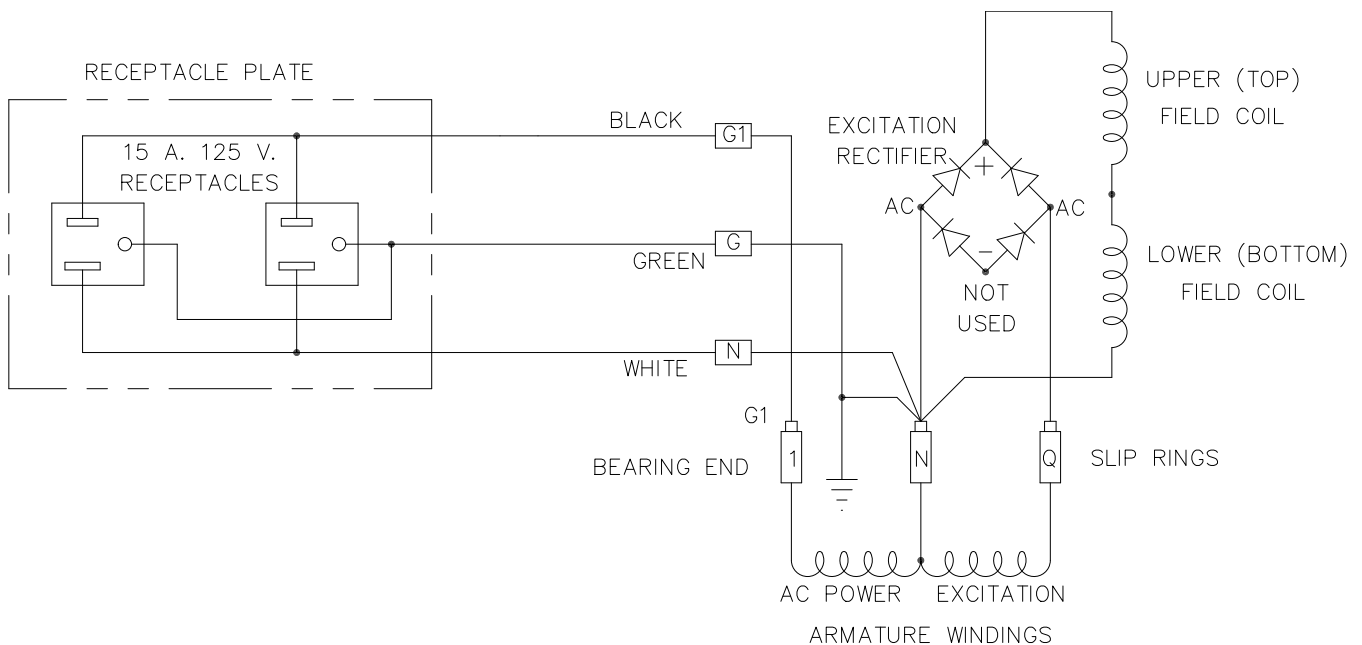 RECEPTACLE PLATE
15 A. 125 V.
RECEPTACLES
BLACK
G1
GREEN
G
WHITE
N
EXCITATION
RECTIFIER
+
AC
AC
−
NOT
USED
UPPER (TOP)
FIELD COIL
LOWER (BOTTOM)
FIELD COIL
G1
BEARING END
1
N
Q
SLIP RINGS
AC POWER
EXCITATION
ARMATURE WINDINGS